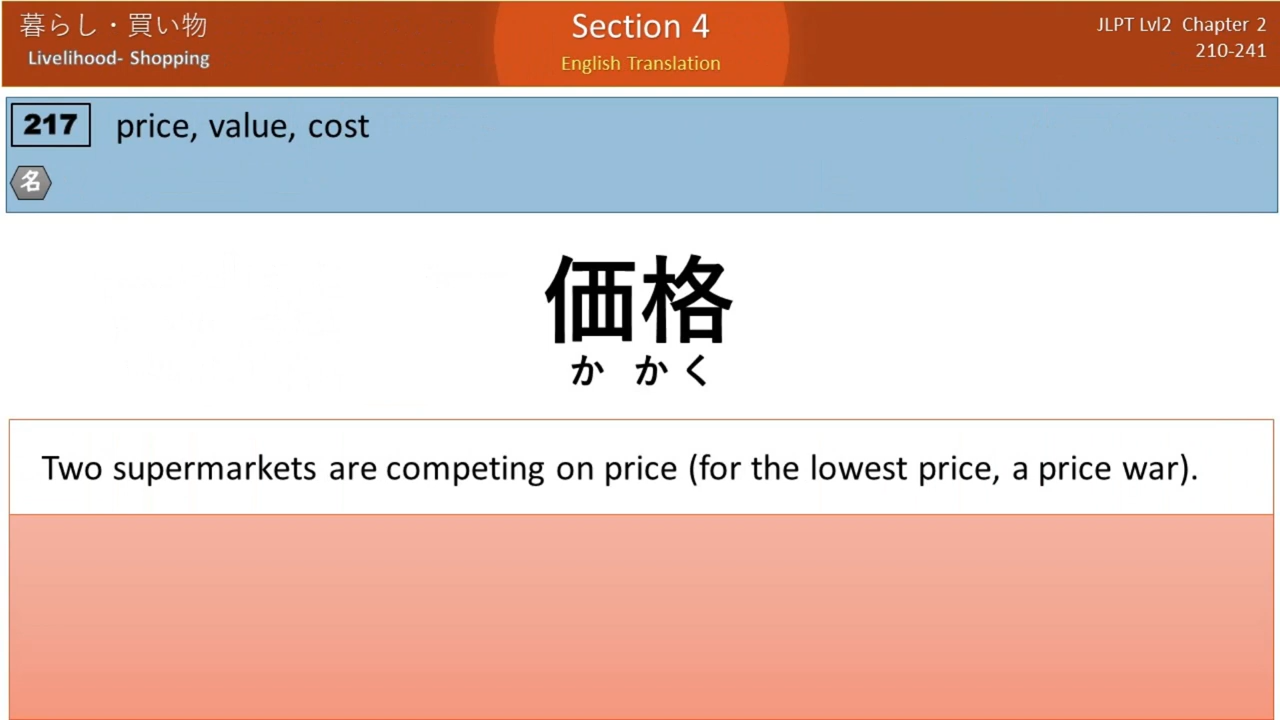 暮らし・買い物
Livelihood- Shopping
Section 4
English Translation
JLPT Lvl2 Chapter 2
210-241
217 price, value, cost
名
価格
か かく
Two supermarkets are competing on price (for the lowest price, a price war).